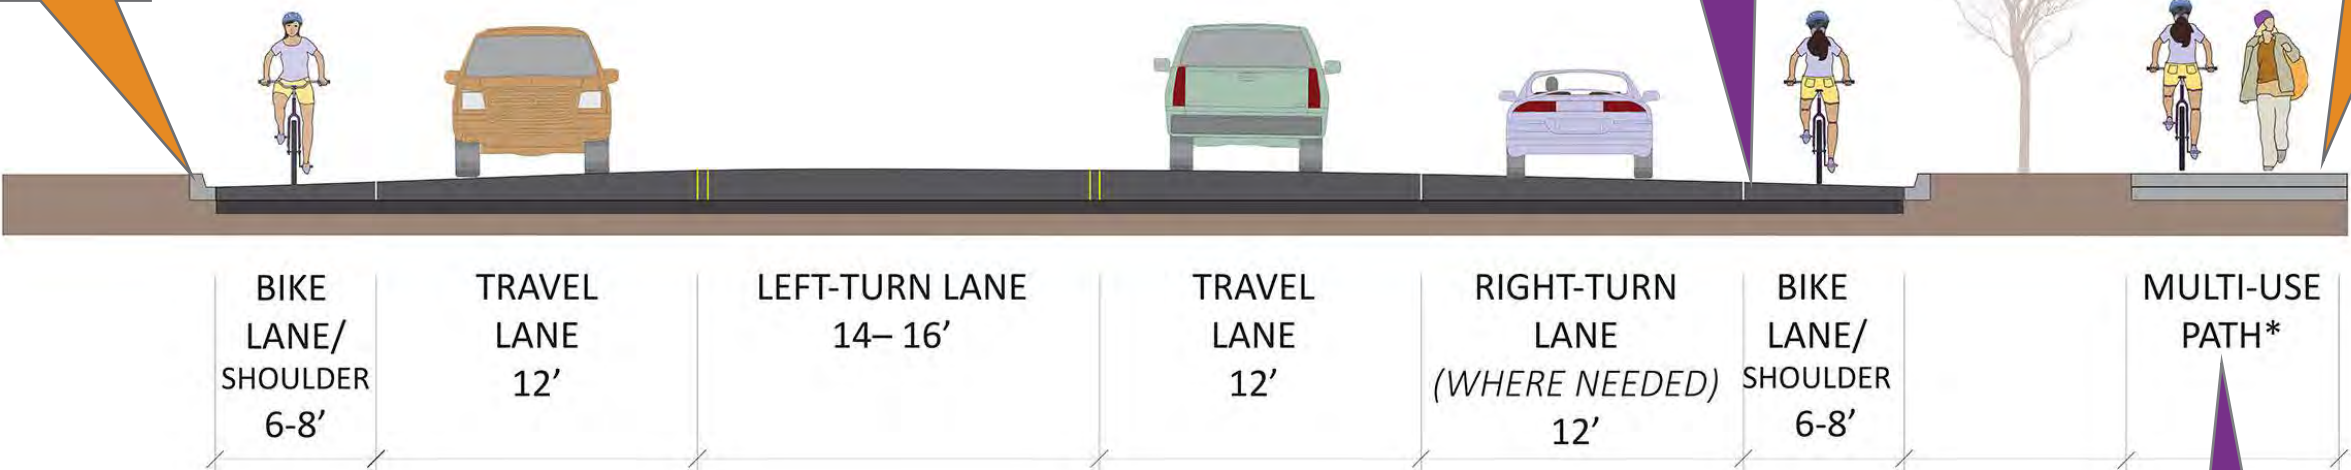 BIKE
LANE/
SHOULDER
6-8’
TRAVEL
LANE
12’
LEFT-TURN LANE
14– 16’
TRAVEL
LANE
12’
RIGHT-TURN
LANE
(WHERE NEEDED)
12’
BIKE
LANE/
SHOULDER
6-8’
MULTI-USE
PATH*